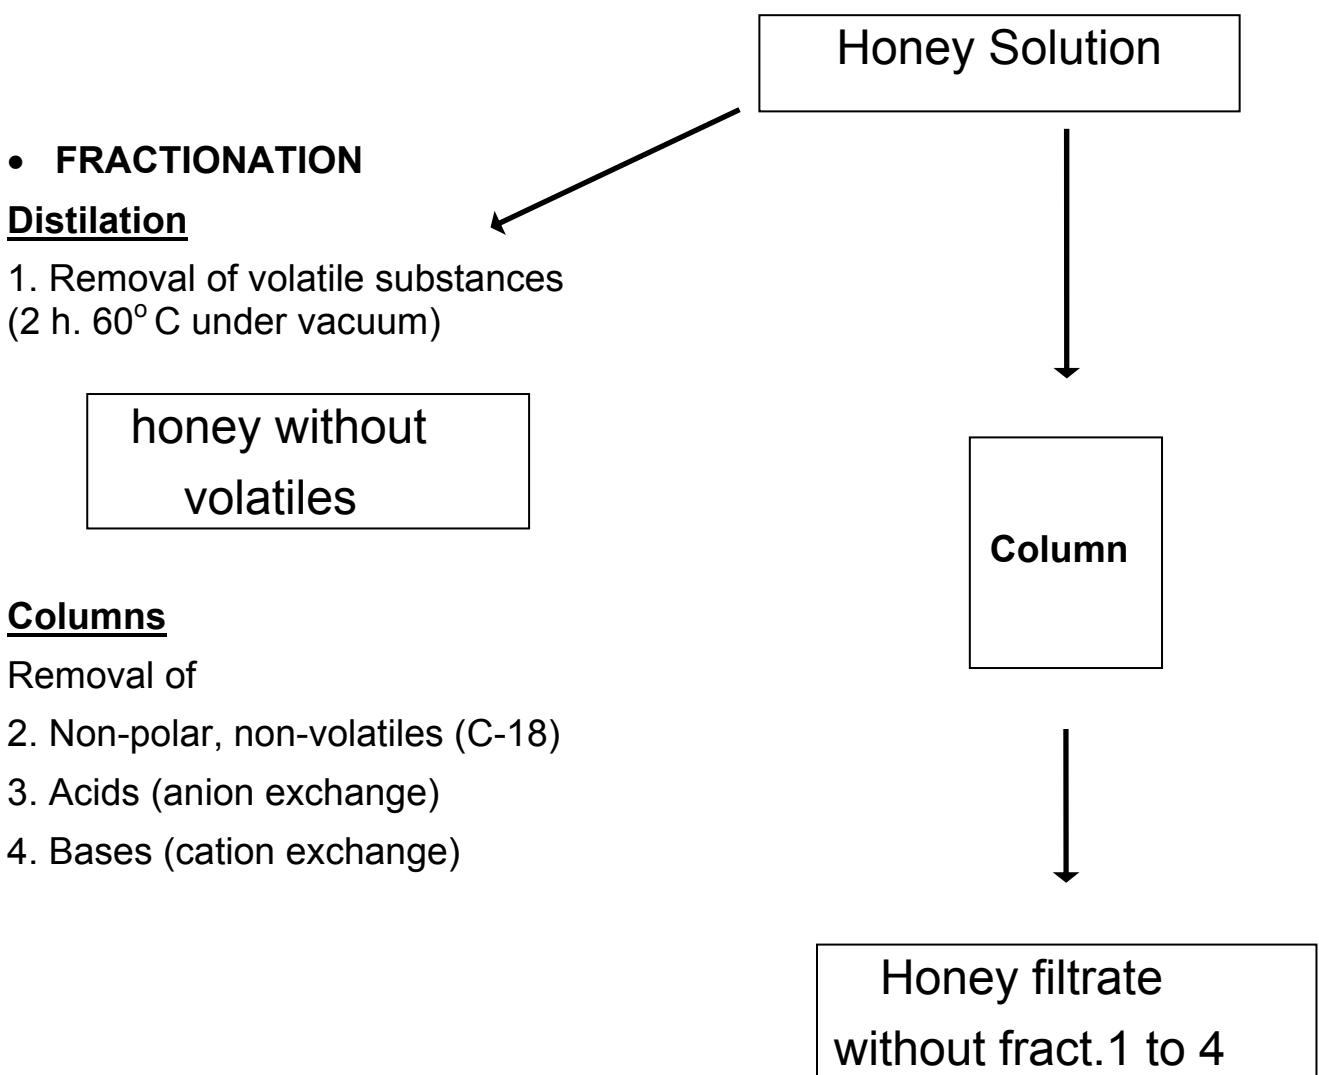 Honey Solution
• FRACTIONATION
Distilation
1. Removal of volatile substances
(2 h. 60° C under vacuum)
honey without
volatiles
Column
Columns
Removal of
2. Non-polar, non-volatiles (C-18)
3. Acids (anion exchange)
4. Bases (cation exchange)
Honey filtrate
without fract.1 to 4